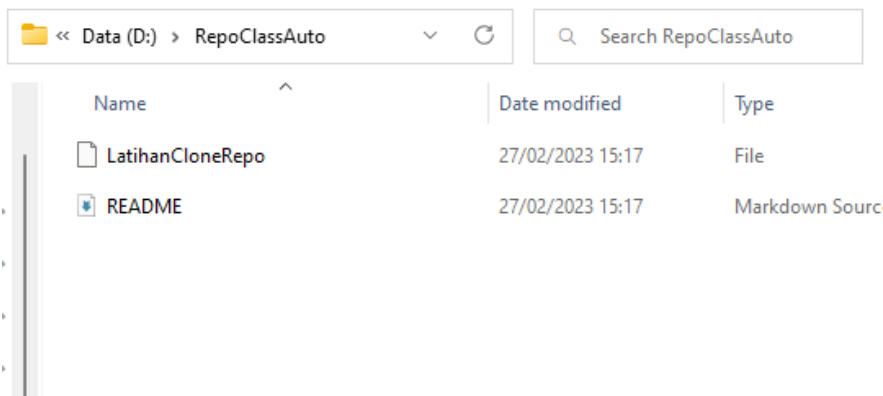 « Data (D:) > RepoClassAuto
Search RepoClassAuto
Name Date modified Type
LatihanCloneRepo 27/02/2023 15:17 File
README 27/02/2023 15:17 Markdown Sourc